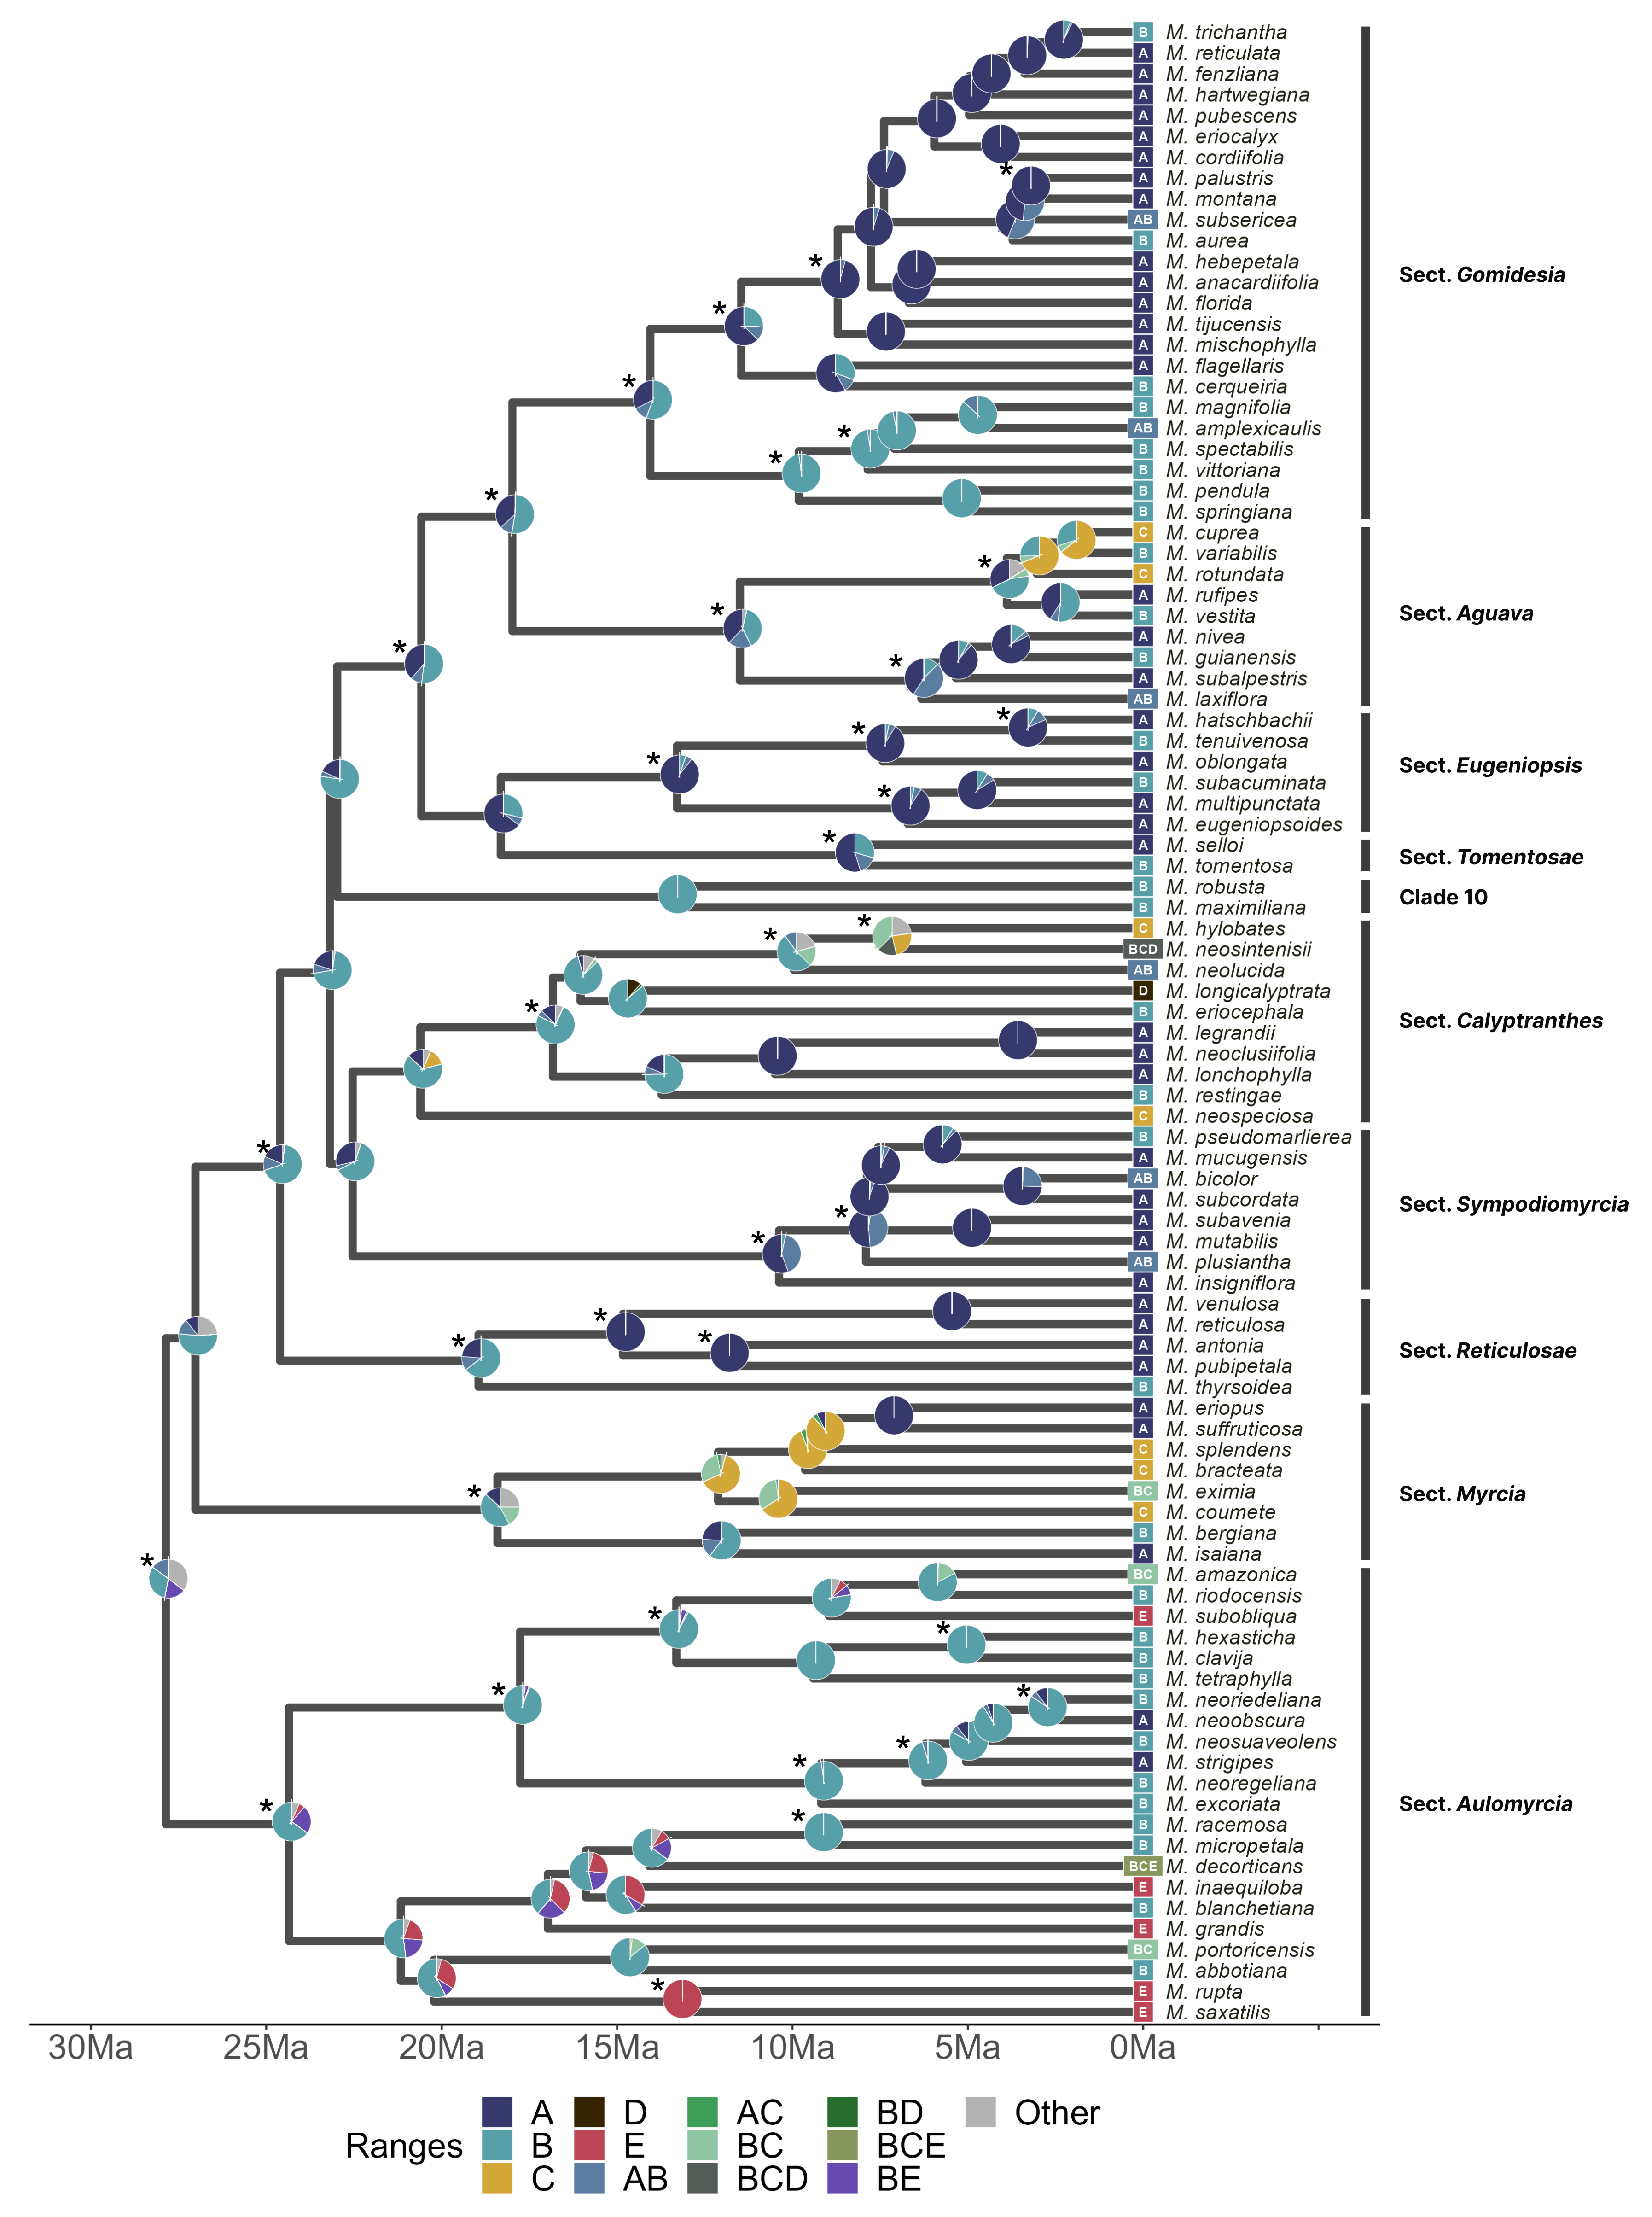 B M. trichantha
A M. reticulata
A M. fenzliana
A M. hartwegiana
A M. pubescens
A M. eriocalyx
A M. cordiifolia
* A M. palustris
A M. montana
AB M. subsericea
B M. aurea
* A M. hebepetala
Sect. Gomidesia
A M. anacardiifolia
* A M. florida
A M. tijucensis
A M. mischophylla
A M. flagellaris
* B M. cerqueiria
B M. magnifolia
* AB M. amplexicaulis
B M. spectabilis
* B M. vittoriana
* B M. pendula
B M. springiana
C M. cuprea
B M. variabilis
* C M. rotundata
A M. rufipes
* B M. vestita
Sect. Aguava
A M. nivea
* * B M. guianensis
A M. subalpestris
AB M. laxiflora
* A M. hatschbachii
* B M. tenuivenosa
* A M. oblongata
Sect. Eugeniopsis
B M. subacuminata
* A M. multipunctata
A M. eugeniopsoides
* A M. selloi
Sect. Tomentosae
B M. tomentosa
B M. robusta
Clade 10
B M. maximiliana
* C M. hylobates
* BCD M. neosintenisii
AB M. neolucida
D M. longicalyptrata
* B M. eriocephala
Sect. Calyptranthes
A M. legrandii
A M. neoclusiifolia
A M. lonchophylla
B M. restingae
C M. neospeciosa
* B M. pseudomarlierea
A M. mucugensis
AB M. bicolor
A M. subcordata
Sect. Sympodiomyrcia
* A M. subavenia
* A M. mutabilis
AB M. plusiantha
A M. insigniflora
* A M. venulosa
A M. reticulosa
* * A M. antonia
Sect. Reticulosae
A M. pubipetala
B M. thyrsoidea
A M. eriopus
A M. suffruticosa
C M. splendens
C M. bracteata
* BC M. eximia
Sect. Myrcia
C M. coumete
B M. bergiana
* A M. isaiana
BC M. amazonica
B M. riodocensis
* E M. subobliqua
* B M. hexasticha
B M. clavija
B M. tetraphylla
* * B M. neoriedeliana
A M. neoobscura
* B M. neosuaveolens
* A M. strigipes
B M. neoregeliana
* B M. excoriata
Sect. Aulomyrcia
* B M. racemosa
B M. micropetala
BCE M. decorticans
E M. inaequiloba
B M. blanchetiana
E M. grandis
BC M. portoricensis
B M. abbotiana
* E M. rupta
E M. saxatilis
30Ma 25Ma 20Ma 15Ma 10Ma 5Ma 0Ma
A D AC BD Other
Ranges B E BC BCE
C AB BCD BE